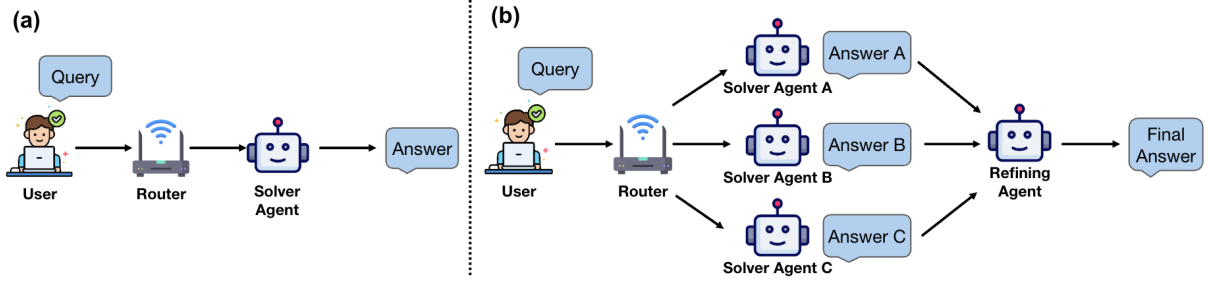 (a)
Query
User
Router
Solver
Agent
Answer
(b)
Query
User
Router
Answer A
Solver Agent A
Answer B
Solver Agent B
Answer C
Solver Agent C
Refining
Agent
Final
Answer